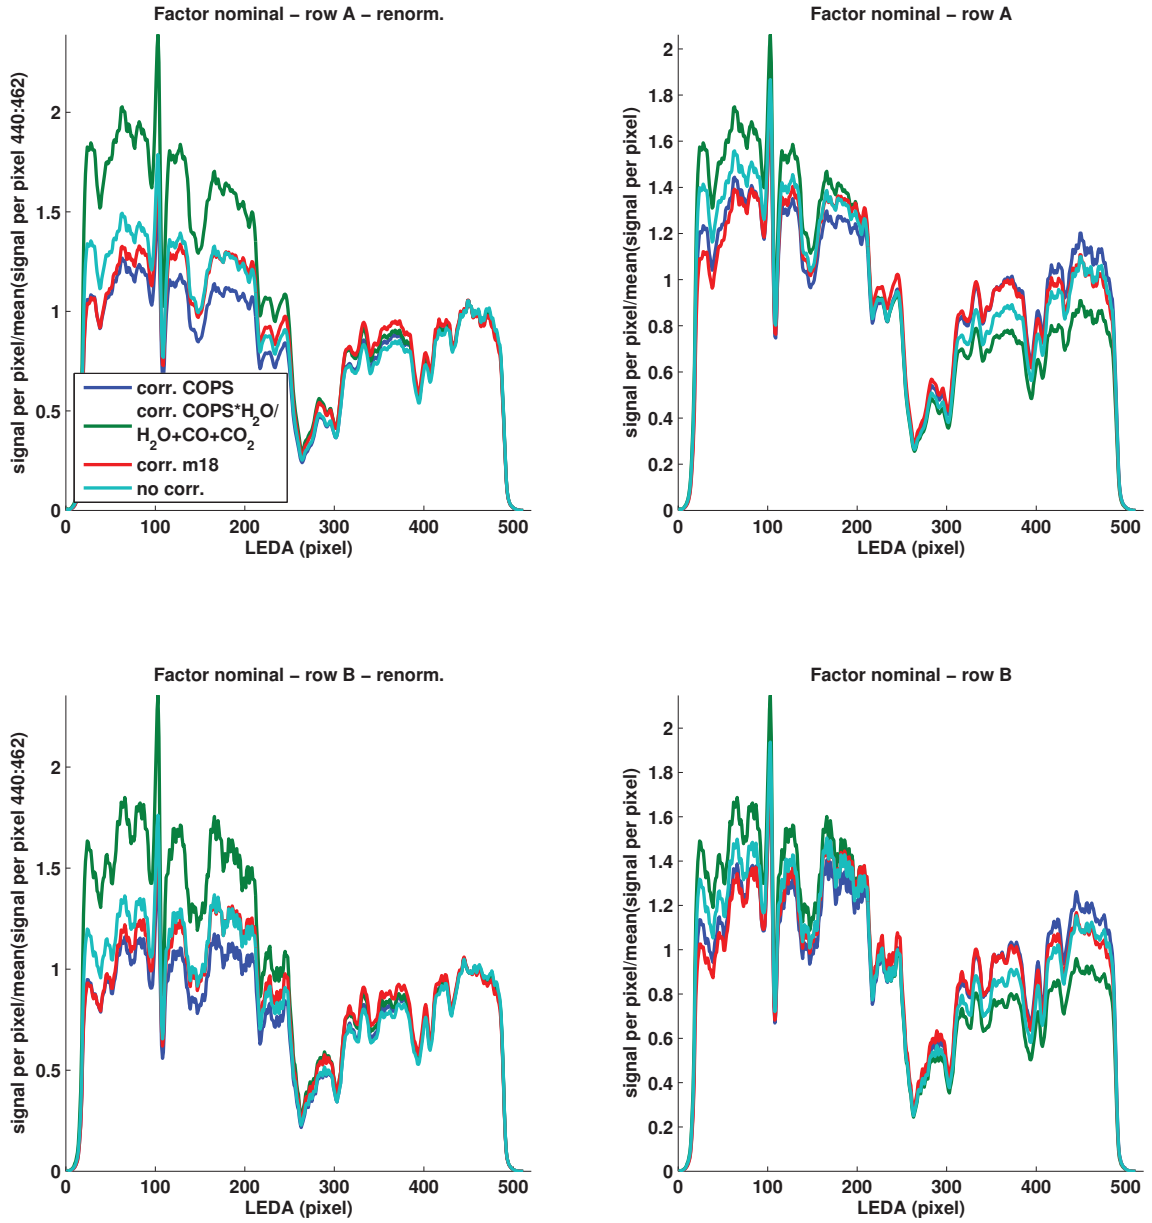 Factor nominal − row A − renorm.
signal per pixel/mean(signal per pixel 440:462)
2
1.5
1
0.5
0
corr. COPS
corr. COPS*H2O/
H2O+CO+CO2
corr. m18
no corr.
0 100 200 300 400 500
LEDA (pixel)
Factor nominal − row A
signal per pixel/mean(signal per pixel)
2
1.8
1.6
1.4
1.2
1
0.8
0.6
0.4
0.2
0
0 100 200 300 400 500
LEDA (pixel)
Factor nominal − row B − renorm.
signal per pixel/mean(signal per pixel 440:462)
2
1.5
1
0.5
0
0 100 200 300 400 500
LEDA (pixel)
Factor nominal − row B
signal per pixel/mean(signal per pixel)
2
1.8
1.6
1.4
1.2
1
0.8
0.6
0.4
0.2
0
0 100 200 300 400 500
LEDA (pixel)